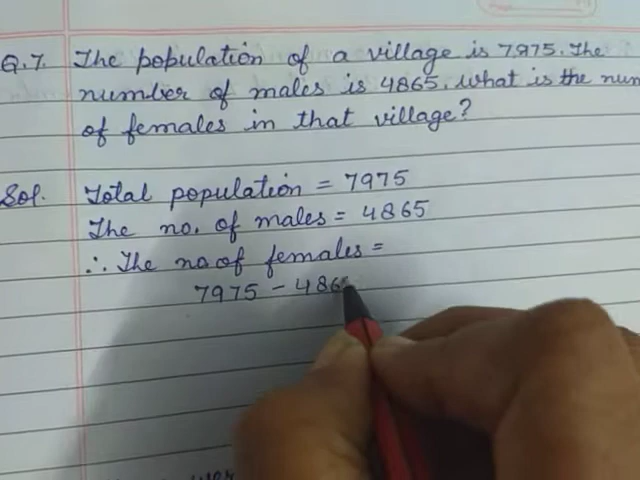 Q.7. The population of a village is 7975. The
number of males is 4865. What is the num
of females in that village?
Sol. Total population = 7975
The no. of males = 4865
∴ The no of females =
7975 - 486